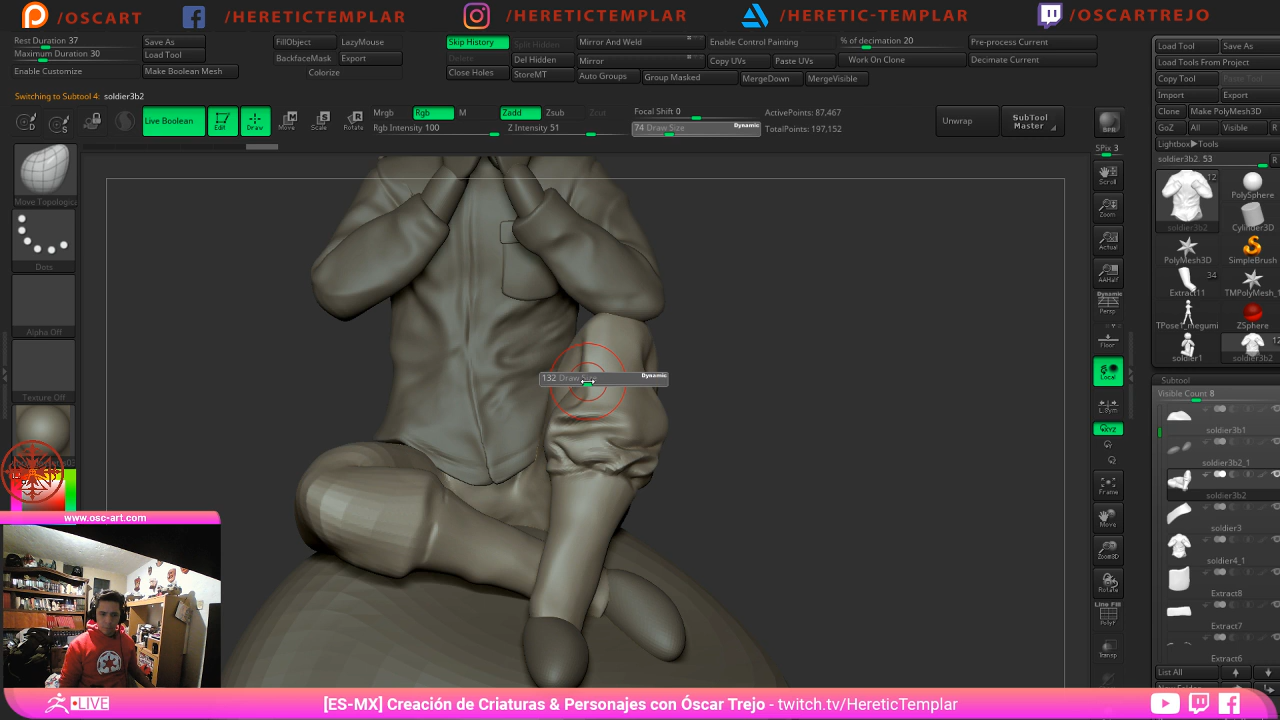 /OSCART
/HERETICTEMPLAR
/HERETICTEMPLAR
/HERETIC-TEMPLAR
/OSCARTREJO
Rest Duration 37
Maximum Duration 30
Enable Customize
Save As
Load Tool
Make Boolean Mesh
FillObject
LazyMouse
BackfaceMask
Export
Colorize
Skip History
Split Hidden
Delete
Del Hidden
Close Holes
StoreMT
Mirror And Weld
Mirror
Auto Groups
Group Masked
Enable Control Painting
Copy UVs
Paste UVs
MergeDown
MergeVisible
% of decimation 20
Work On Clone
Pre-process Current
Decimate Current
Switching to Subtool 4: soldier3b2
Live Boolean
Edit
Draw
Move
Scale
Rotate
Mrgb
Rgb
M
Rgb Intensity 100
Zadd
Zsub
Zcut
Z Intensity 51
Focal Shift 0
74 Draw Size
Dynamic
ActivePoints: 87,467
TotalPoints: 197,152
Unwrap
SubTool
Master
BPR
SPix 3
Scroll
Zoom
Actual
AAHalf
Dynamic
Persp
Floor
Local
L.Sym
XYZ
Frame
Move
Zoom3D
Rotate
Line Fill
PolyF
Transp
Move Topologic
Dots
Alpha Off
Texture Off
132 Draw Size
Dynamic
Load Tool
Save As
Load Tools From Project
Copy Tool
Paste Tool
Import
Export
Clone
Make PolyMesh3D
GoZ
All
Visible
R
Lightbox▶Tools
soldier3b2. 53
R
12
soldier3b2
PolySphere
Cylinder3D
PolyMesh3D
SimpleBrush
34
Extract11
TMPolyMesh_1
TPose1_megumi
ZSphere
12
soldier1
soldier3b2
Subtool
Visible Count 8
soldier3b1
soldier3b2_1
soldier3b2
soldier3
soldier4_1
Extract8
Extract7
Extract6
List All
www.osc-art.com
LIVE
[ES-MX] Creación de Criaturas & Personajes con Óscar Trejo - twitch.tv/HereticTemplar